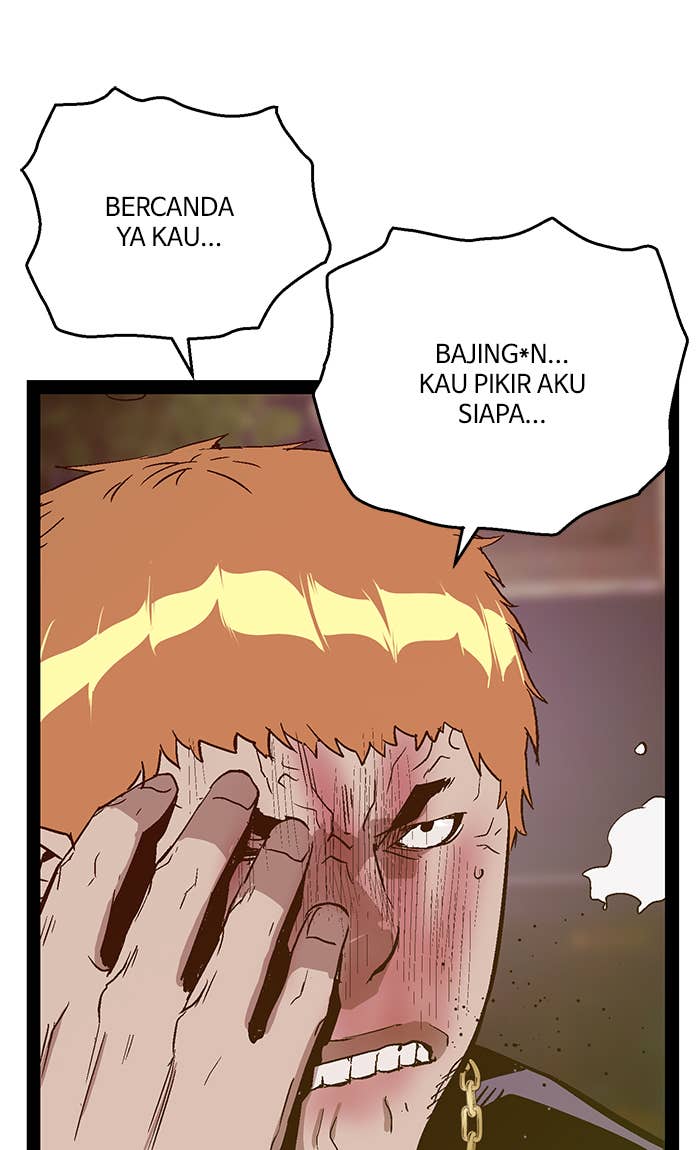 BERCANDA
YA KAU...
BAJING*N...
KAU PIKIR AKU
SIAPA...